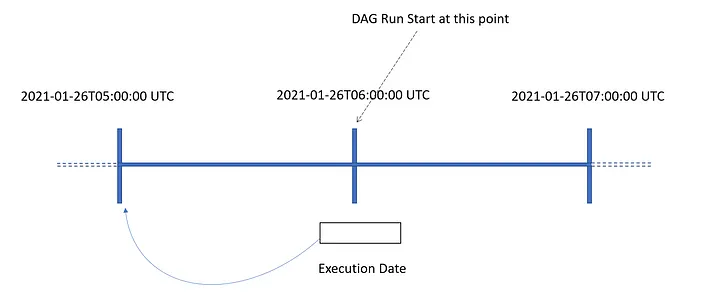 DAG Run Start at this point
2021-01-26T05:00:00 UTC
2021-01-26T06:00:00 UTC
2021-01-26T07:00:00 UTC
Execution Date